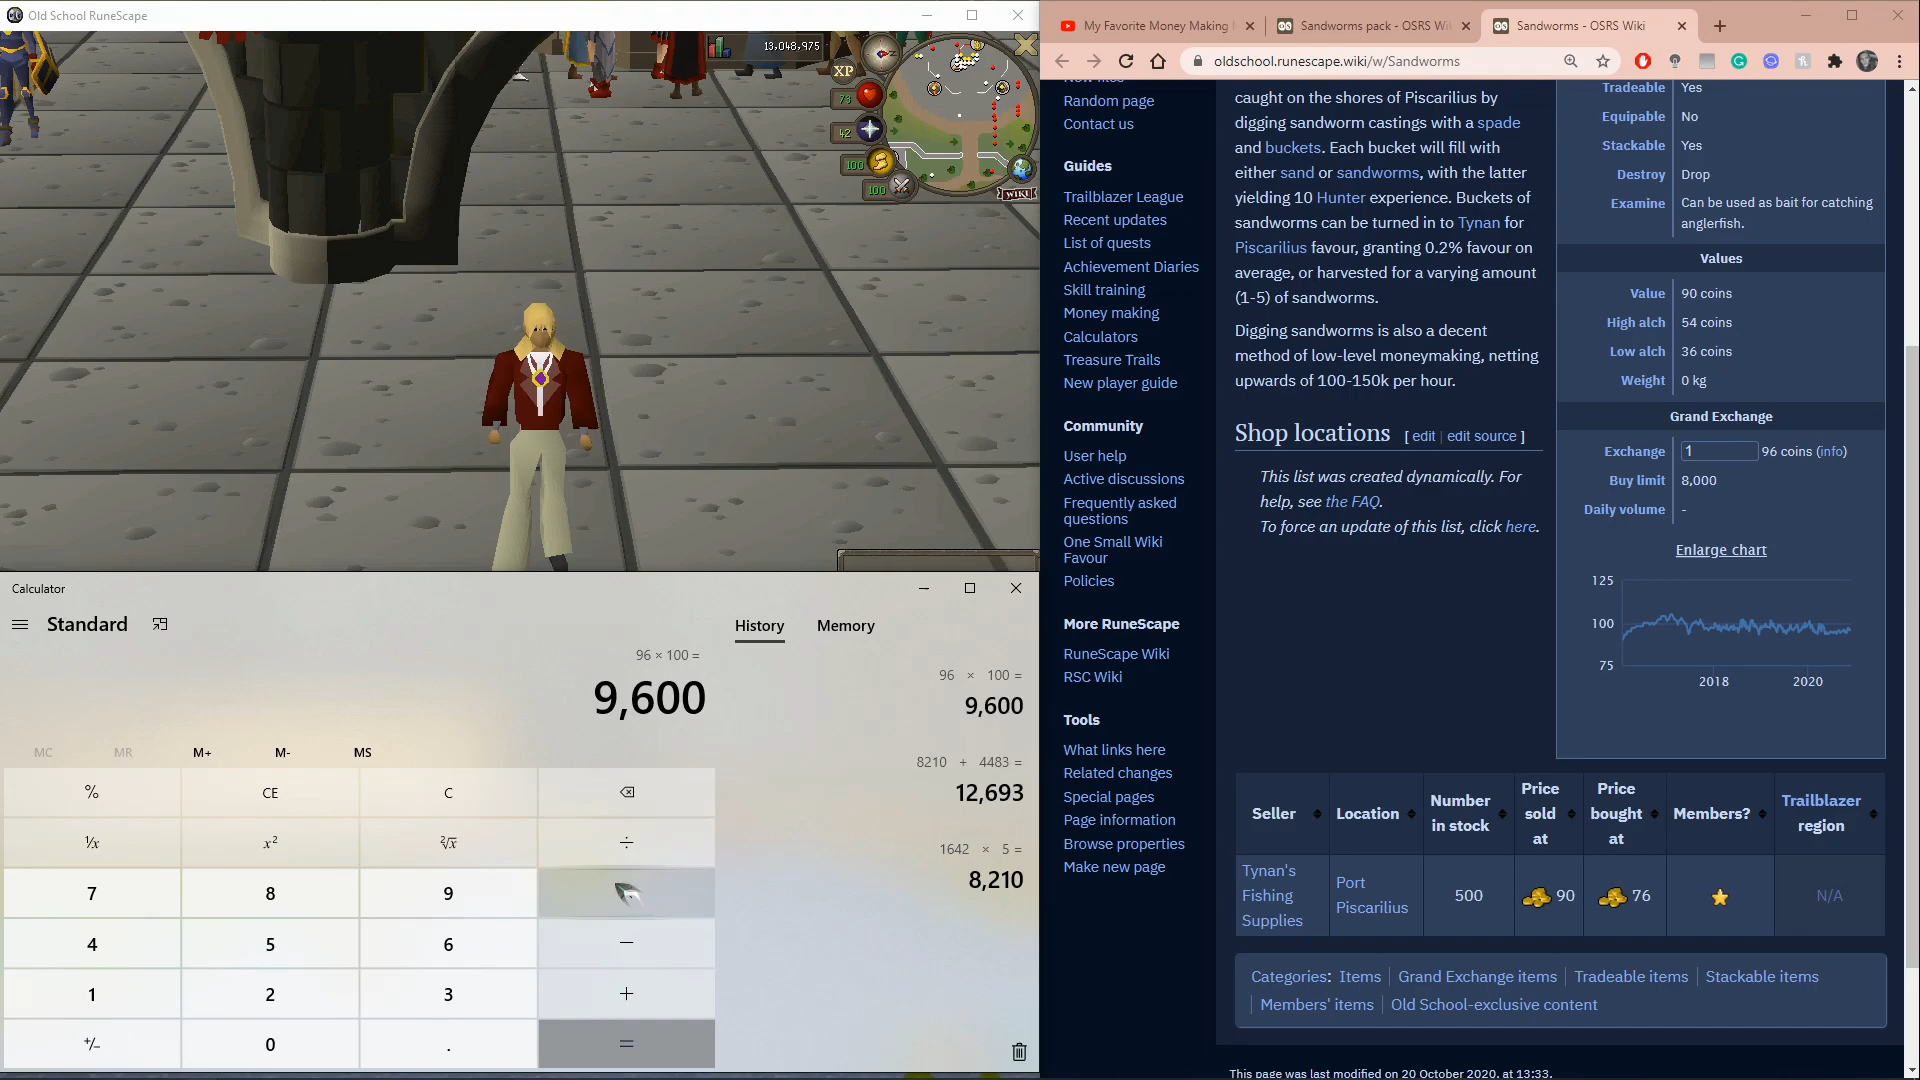 Old School RuneScape
13,048,975
XP
73
42
100
100
WIKI
Calculator
Standard
History
Memory
96 × 100 =
9,600
MC MR M+ M- MS
% CE C
⅟x x² ²√x ÷
7 8 9
4 5 6 −
1 2 3 +
+/− 0 . =
96 × 100 =
9,600
8210 + 4483 =
12,693
1642 × 5 =
8,210
My Favorite Money Making
Sandworms pack - OSRS Wi
Sandworms - OSRS Wiki
oldschool.runescape.wiki/w/Sandworms
Random page
Contact us
Guides
Trailblazer League
Recent updates
List of quests
Achievement Diaries
Skill training
Money making
Calculators
Treasure Trails
New player guide
Community
User help
Active discussions
Frequently asked
questions
One Small Wiki
Favour
Policies
More RuneScape
RuneScape Wiki
RSC Wiki
Tools
What links here
Related changes
Special pages
Page information
Browse properties
Make new page
caught on the shores of Piscarilius by
digging sandworm castings with a spade
and buckets. Each bucket will fill with
either sand or sandworms, with the latter
yielding 10 Hunter experience. Buckets of
sandworms can be turned in to Tynan for
Piscarilius favour, granting 0.2% favour on
average, or harvested for a varying amount
(1-5) of sandworms.
Digging sandworms is also a decent
method of low-level moneymaking, netting
upwards of 100-150k per hour.
Shop locations [ edit | edit source ]
This list was created dynamically. For
help, see the FAQ.
To force an update of this list, click here.
Tradeable Yes
Equipable No
Stackable Yes
Destroy Drop
Examine Can be used as bait for catching
anglerfish.
Values
Value 90 coins
High alch 54 coins
Low alch 36 coins
Weight 0 kg
Grand Exchange
Exchange 1 96 coins (info)
Buy limit 8,000
Daily volume -
Enlarge chart
125
100
75
2018 2020
Seller
Location
Number
in stock
Price
sold
at
Price
bought
at
Members?
Trailblazer
region
Tynan's
Fishing
Supplies
Port
Piscarilius
500
90
76
N/A
Categories: Items | Grand Exchange items | Tradeable items | Stackable items
| Members' items | Old School-exclusive content
This page was last modified on 20 October 2020, at 13:33.